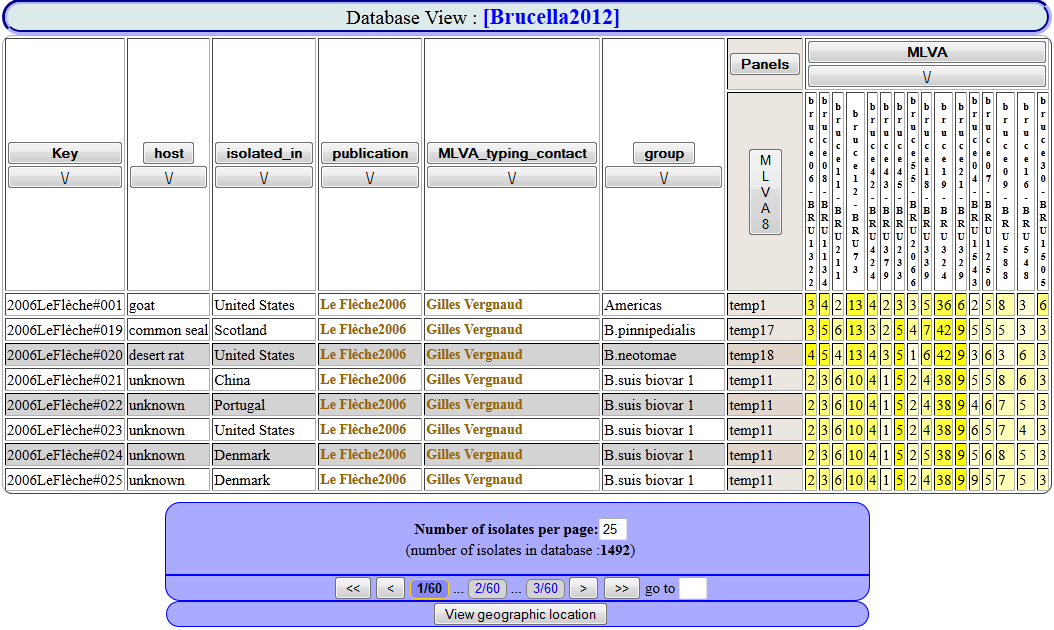 Database View : [Brucella2012]
Key host isolated_in publication MLVA_typing_contact group Panels MLVA
\/ \/ \/ \/ \/ \/ \/
MLVA8
bruce06-BRU1322
bruce08-BRU1134
bruce11-BRU211
bruce12-BRU73
bruce42-BRU424
bruce43-BRU379
bruce45-BRU233
bruce55-BRU2066
bruce18-BRU339
bruce19-BRU324
bruce21-BRU329
bruce04-BRU1543
bruce07-BRU1250
bruce09-BRU588
bruce16-BRU548
bruce30-BRU1505
2006LeFlèche#001 goat United States Le Flèche2006 Gilles Vergnaud Americas temp1 3 4 2 13 4 2 3 3 5 36 6 2 5 8 3 6
2006LeFlèche#019 common seal Scotland Le Flèche2006 Gilles Vergnaud B.pinnipedialis temp17 3 5 6 13 3 2 5 4 7 42 9 5 5 5 3 3
2006LeFlèche#020 desert rat United States Le Flèche2006 Gilles Vergnaud B.neotomae temp18 4 5 4 13 4 3 5 1 6 42 9 3 6 3 6 3
2006LeFlèche#021 unknown China Le Flèche2006 Gilles Vergnaud B.suis biovar 1 temp11 2 3 6 10 4 1 5 2 4 38 9 5 5 8 6 3
2006LeFlèche#022 unknown Portugal Le Flèche2006 Gilles Vergnaud B.suis biovar 1 temp11 2 3 6 10 4 1 5 2 4 38 9 4 6 7 5 3
2006LeFlèche#023 unknown United States Le Flèche2006 Gilles Vergnaud B.suis biovar 1 temp11 2 3 6 10 4 1 5 2 4 38 9 6 5 7 4 3
2006LeFlèche#024 unknown Denmark Le Flèche2006 Gilles Vergnaud B.suis biovar 1 temp11 2 3 6 10 4 1 5 2 5 38 9 5 6 8 5 3
2006LeFlèche#025 unknown Denmark Le Flèche2006 Gilles Vergnaud B.suis biovar 1 temp11 2 3 6 10 4 1 5 2 4 38 9 9 5 7 5 3
Number of isolates per page: 25
(number of isolates in database :1492)
<< < 1/60 ... 2/60 ... 3/60 > >> go to
View geographic location